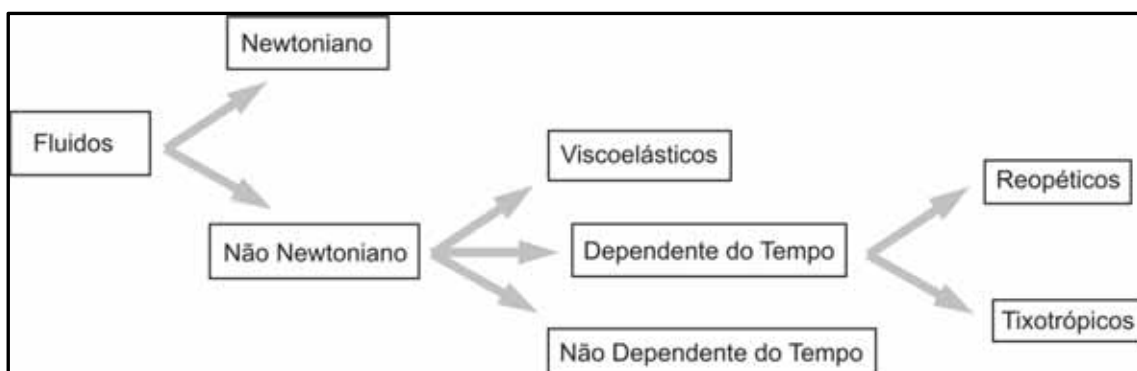 Newtoniano
Fluidos
Viscoelásticos
Reopéticos
Não Newtoniano
Dependente do Tempo
Tixotrópicos
Não Dependente do Tempo